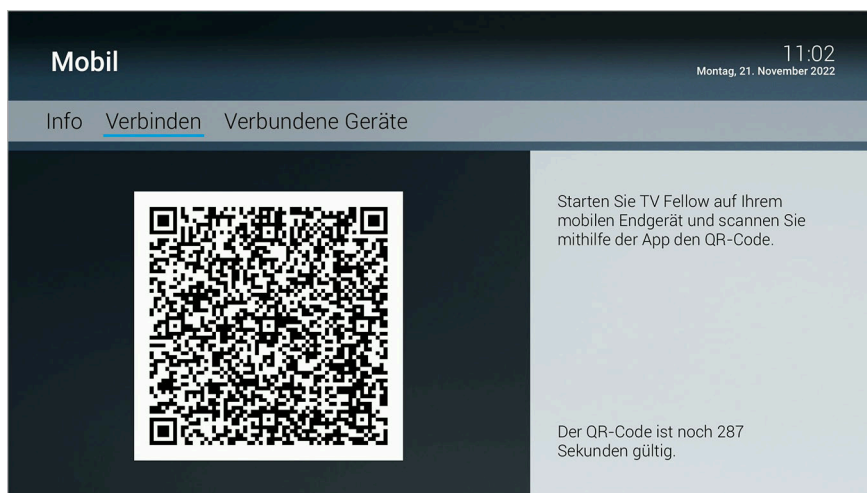 Mobil
11:02
Montag, 21. November 2022
Info Verbinden Verbundene Geräte
Starten Sie TV Fellow auf Ihrem
mobilen Endgerät und scannen Sie
mithilfe der App den QR-Code.
Der QR-Code ist noch 287
Sekunden gültig.